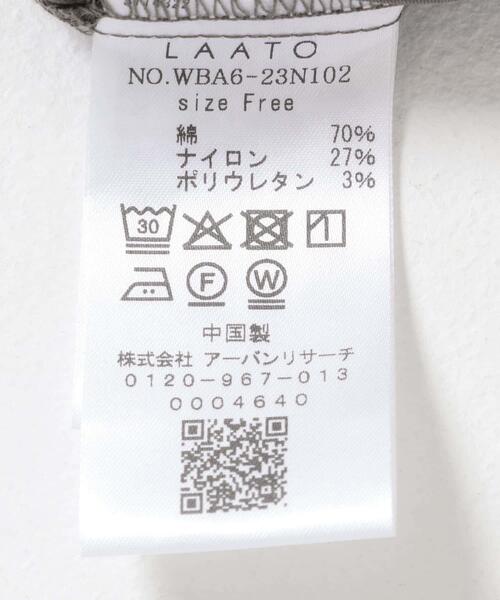 LAATO
NO.WBA6-23N102
size Free
綿 70%
ナイロン 27%
ポリウレタン 3%
30
F W
中国製
株式会社 アーバンリサーチ
0120-967-013
0004640